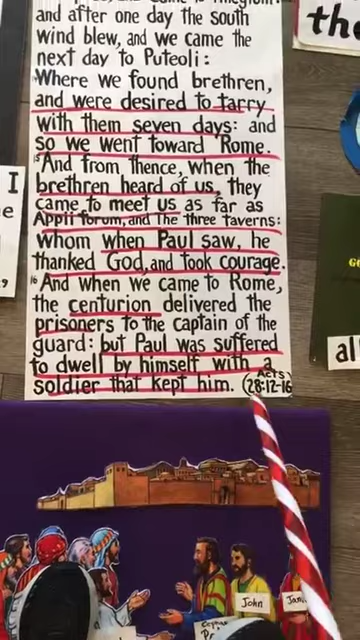 and after one day the south
wind blew, and we came the
next day to Puteoli:
Where we found brethren,
and were desired to tarry
with them seven days: and
so we went toward Rome.
15 And from thence, when the
brethren heard of us, they
came to meet us as far as
Appii forum, and The three taverns:
whom when Paul saw, he
thanked God, and took courage.
16 And when we came to Rome,
the centurion delivered the
prisoners to the captain of the
guard: but Paul was suffered
to dwell by himself with a
soldier that kept him. (Acts
28:12-16
the
I
al
John
Jam
Cephas